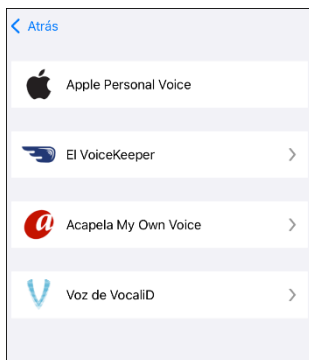 Atrás
Apple Personal Voice
El VoiceKeeper
Acapela My Own Voice
Voz de VocaliD